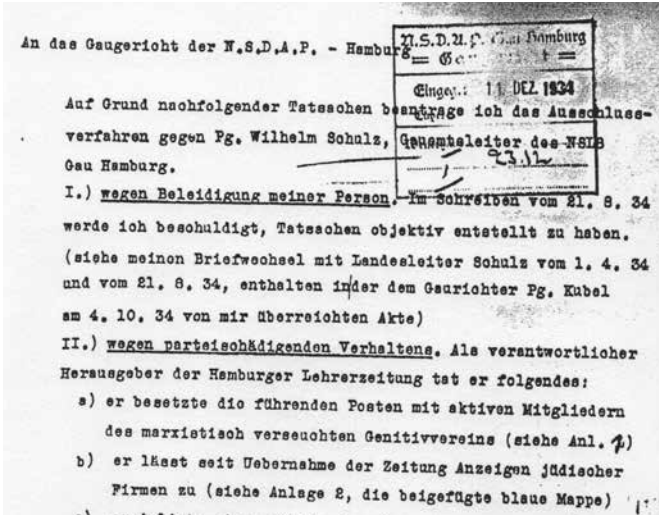 An das Gaugericht der N.S.D.A.P. - Hamburg
N.S.D.A.P. Gau Hamburg
Eingeg.: 11. DEZ. 1934
23.12
Auf Grund nachfolgender Tatsachen beantrage ich das Ausschluss-
verfahren gegen Pg. Wilhelm Schulz, Gauamtsleiter des NSLB
Gau Hamburg.
I.) wegen Beleidigung meiner Person. Im Schreiben vom 21. 8. 34
werde ich beschuldigt, Tatsachen objektiv entstellt zu haben.
(siehe meinen Briefwechsel mit Landesleiter Schulz vom 1. 4. 34
und vom 21. 8. 34, enthalten in der dem Gaurichter Pg. Kubel
am 4. 10. 34 von mir überreichten Akte)
II.) wegen parteischädigenden Verhaltens. Als verantwortlicher
Herausgeber der Hamburger Lehrerzeitung tat er folgendes:
a) er besetzte die führenden Posten mit aktiven Mitgliedern
des marxistisch verseuchten Genitivvereins (siehe Anl. 1)
b) er lässt seit Uebernahme der Zeitung Anzeigen jüdischer
Firmen zu (siehe Anlage 2, die beigefügte blaue Mappe)